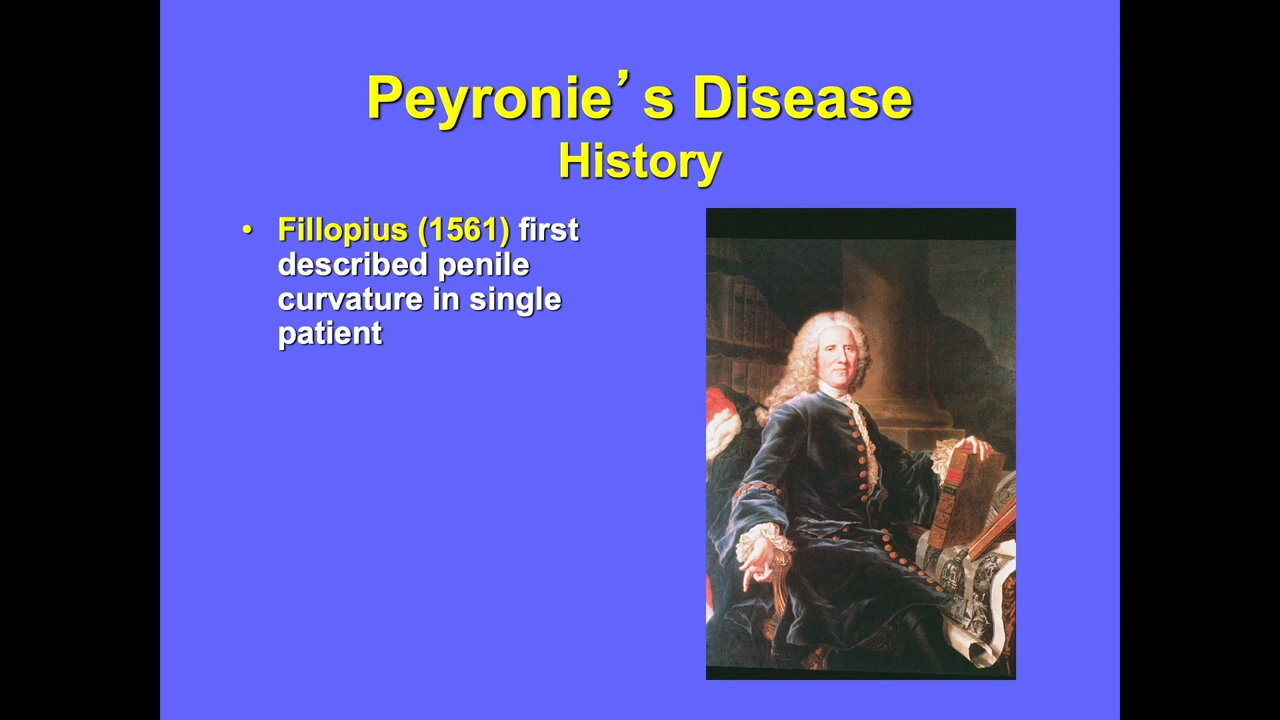 Peyronie’s Disease
History
• Fillopius (1561) first
described penile
curvature in single
patient